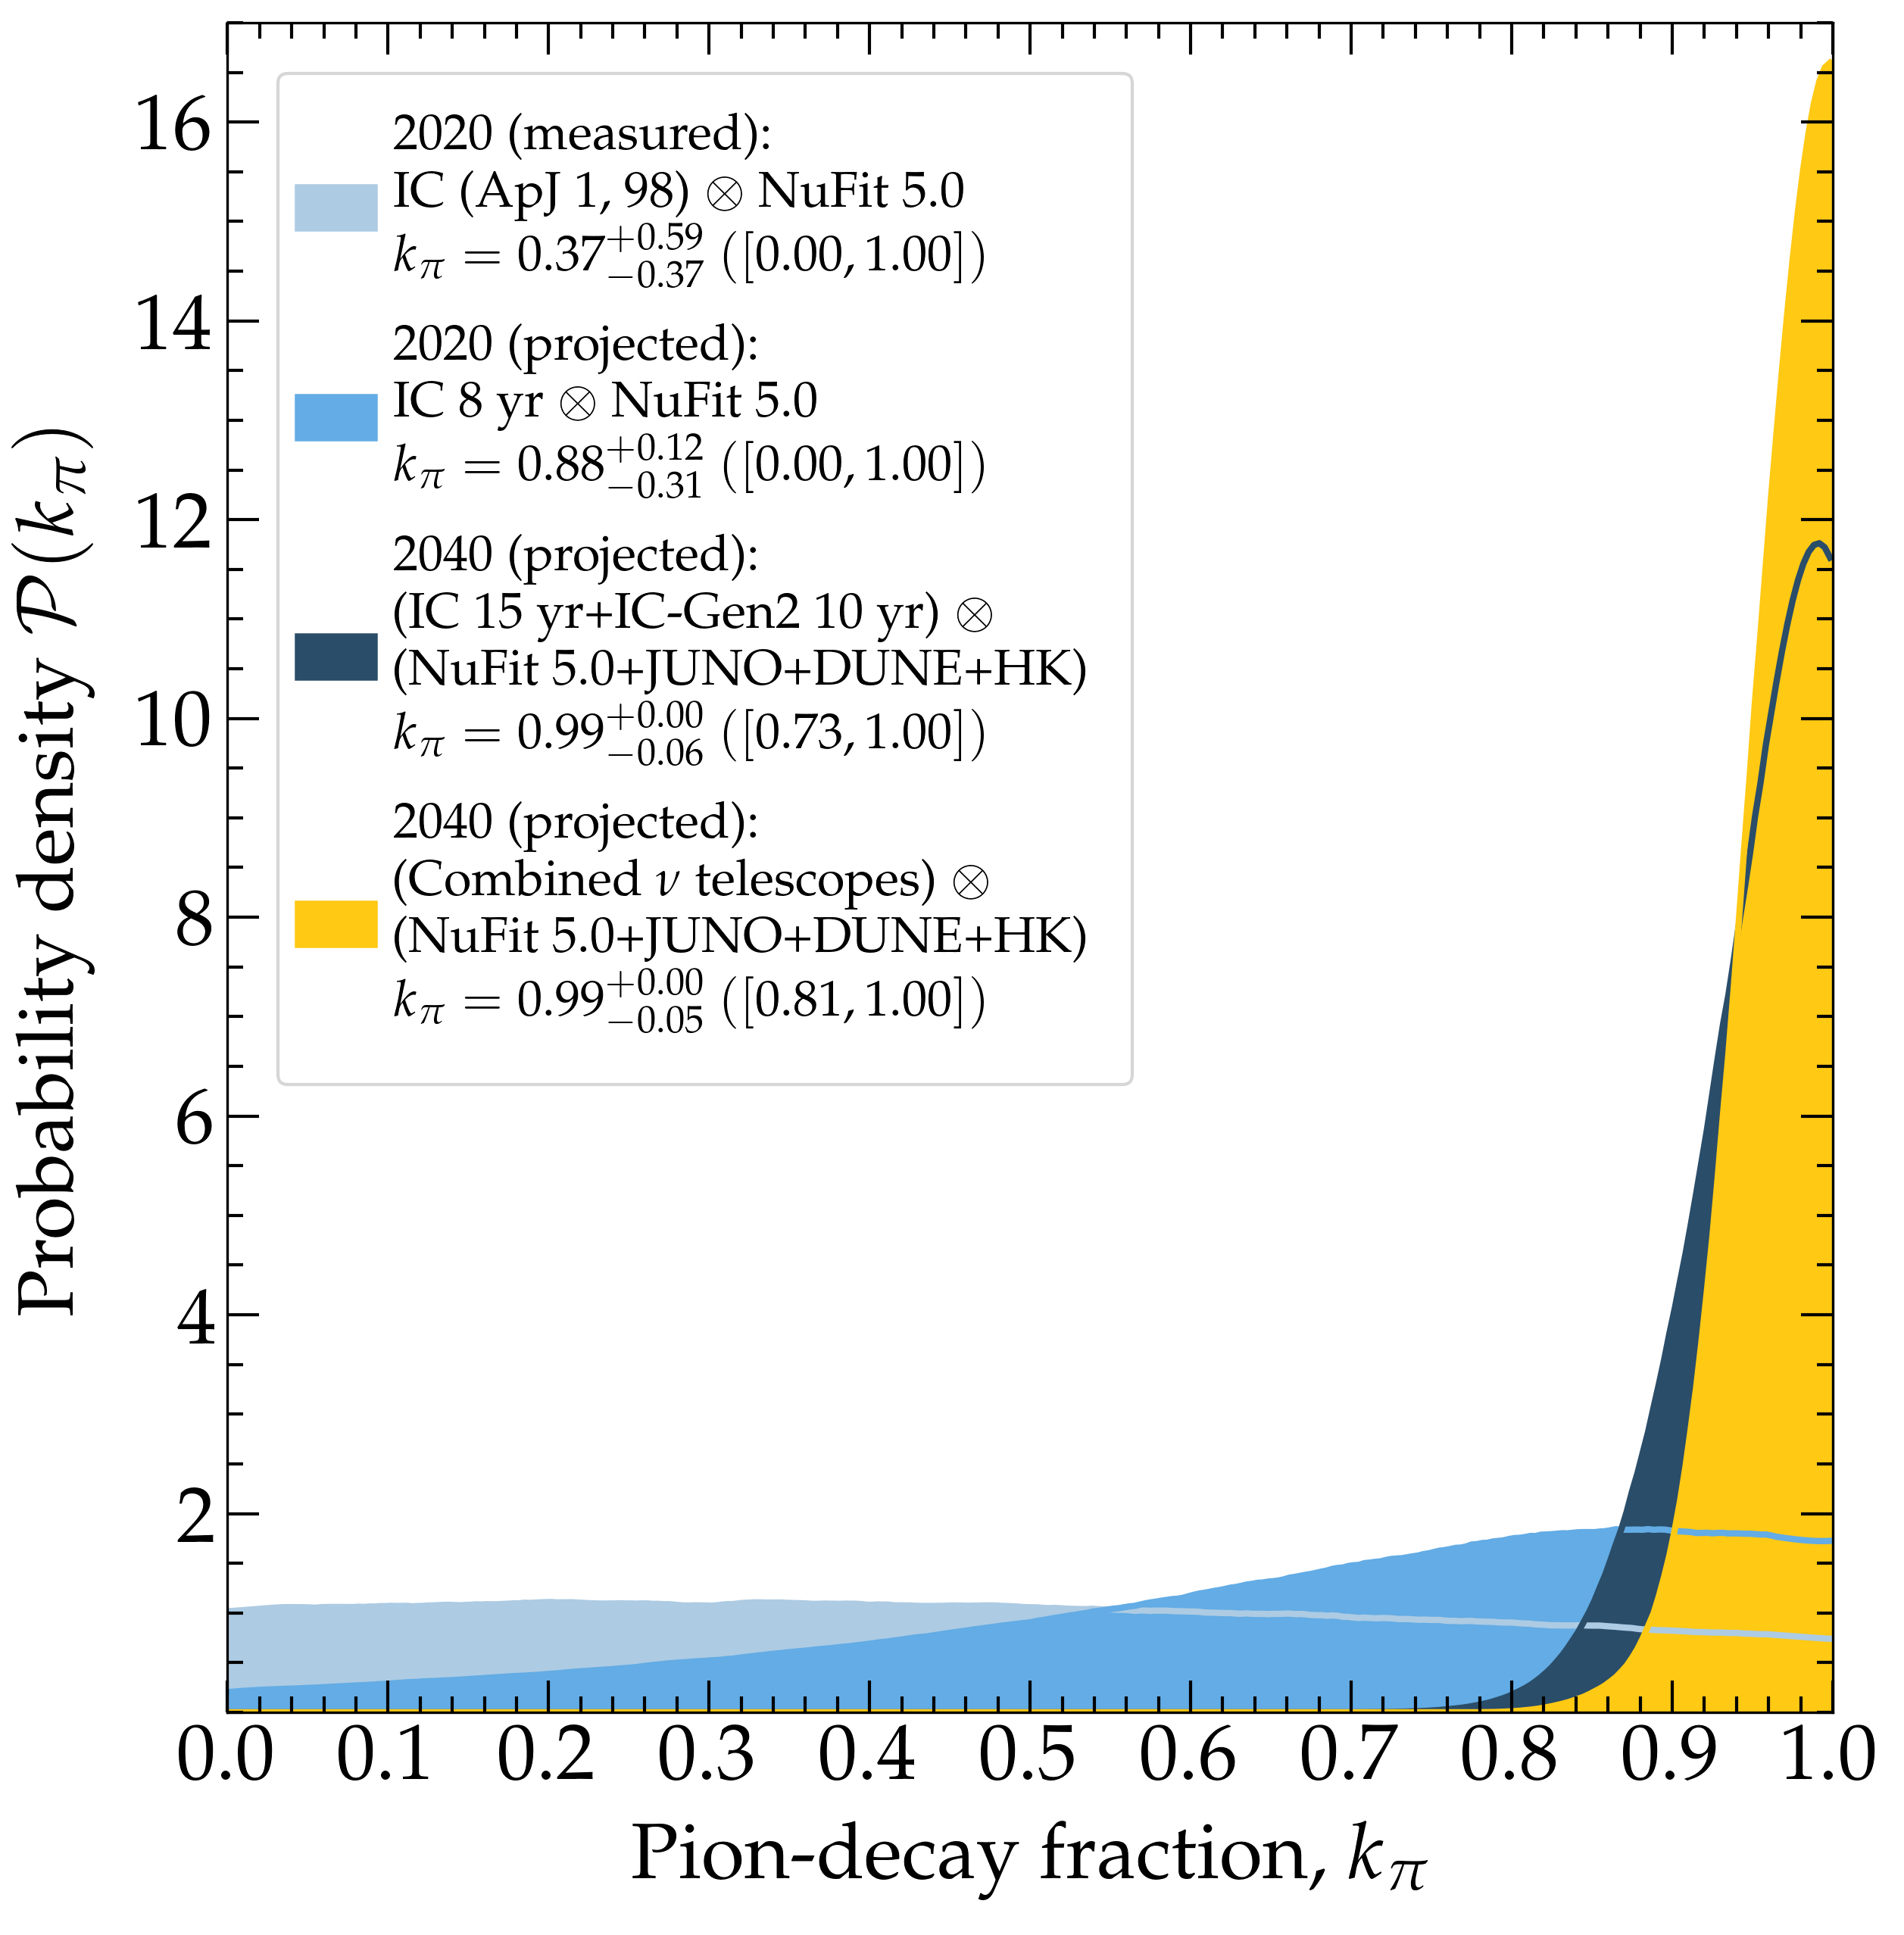 Probability density 𝒫(kπ)
16
14
12
10
8
6
4
2
2020 (measured):
IC (ApJ 1, 98) ⊗ NuFit 5.0
kπ = 0.37 +0.59 −0.37 ([0.00, 1.00])
2020 (projected):
IC 8 yr ⊗ NuFit 5.0
kπ = 0.88 +0.12 −0.31 ([0.00, 1.00])
2040 (projected):
(IC 15 yr+IC-Gen2 10 yr) ⊗
(NuFit 5.0+JUNO+DUNE+HK)
kπ = 0.99 +0.00 −0.06 ([0.73, 1.00])
2040 (projected):
(Combined ν telescopes) ⊗
(NuFit 5.0+JUNO+DUNE+HK)
kπ = 0.99 +0.00 −0.05 ([0.81, 1.00])
0.0 0.1 0.2 0.3 0.4 0.5 0.6 0.7 0.8 0.9 1.0
Pion-decay fraction, kπ